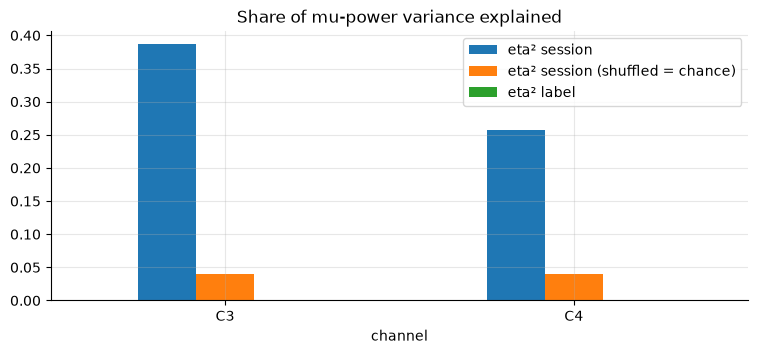 Share of mu-power variance explained
0.40
0.35
0.30
0.25
0.20
0.15
0.10
0.05
0.00
eta² session
eta² session (shuffled = chance)
eta² label
C3
C4
channel